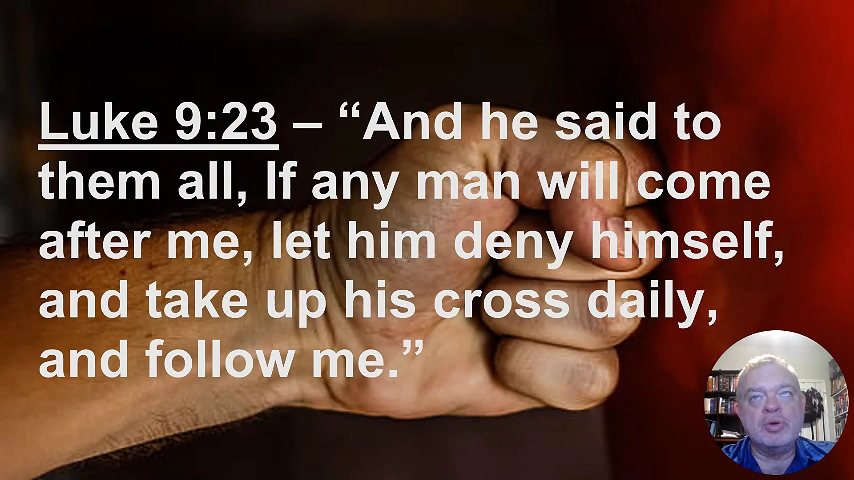 Luke 9:23 – “And he said to
them all, If any man will come
after me, let him deny himself,
and take up his cross daily,
and follow me.”